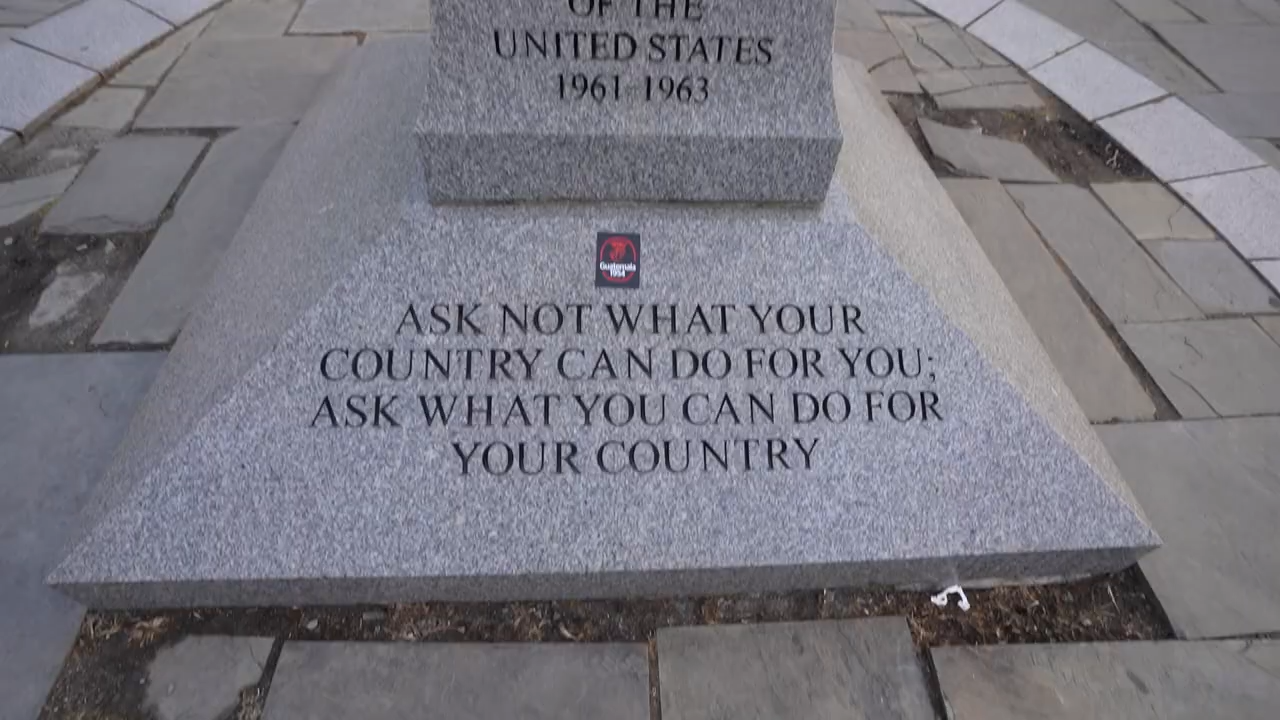 OF THE
UNITED STATES
1961-1963
Guatemala
1954
ASK NOT WHAT YOUR
COUNTRY CAN DO FOR YOU;
ASK WHAT YOU CAN DO FOR
YOUR COUNTRY